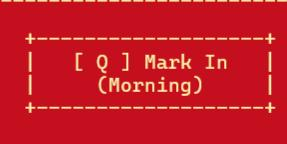 [ Q ] Mark In
(Morning)